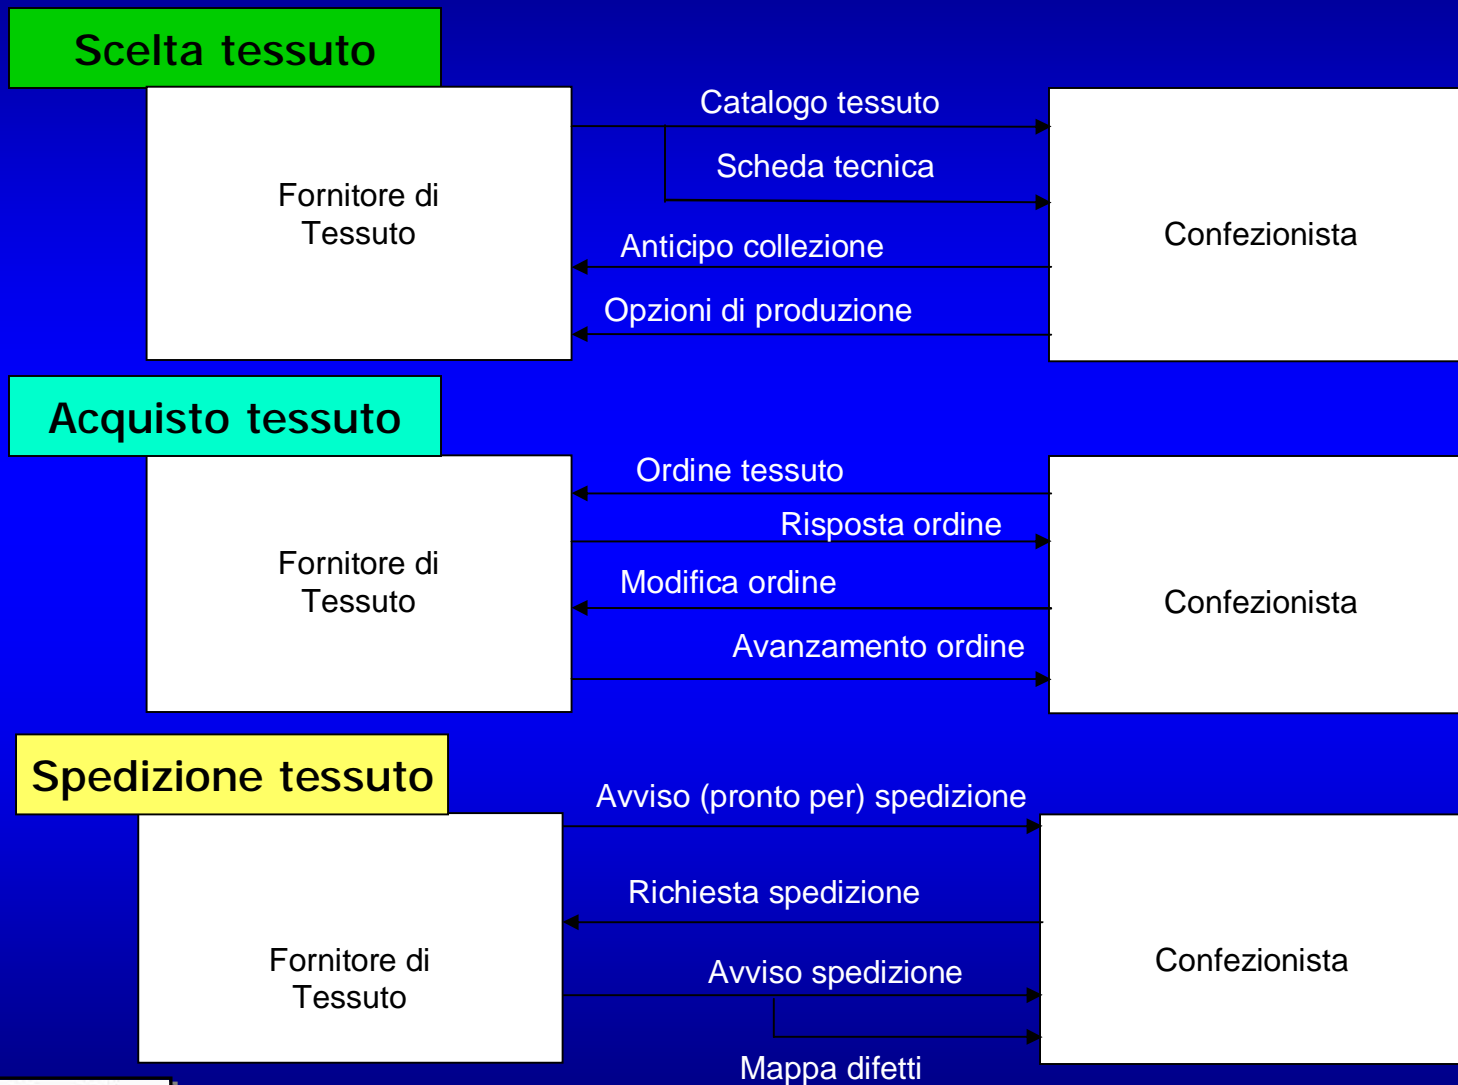 Scelta tessuto
Catalogo tessuto
Scheda tecnica
Fornitore di
Tessuto
Confezionista
Anticipo collezione
Opzioni di produzione
Acquisto tessuto
Ordine tessuto
Risposta ordine
Fornitore di
Tessuto
Modifica ordine
Confezionista
Avanzamento ordine
Spedizione tessuto
Avviso (pronto per) spedizione
Richiesta spedizione
Fornitore di
Tessuto
Confezionista
Avviso spedizione
Mappa difetti